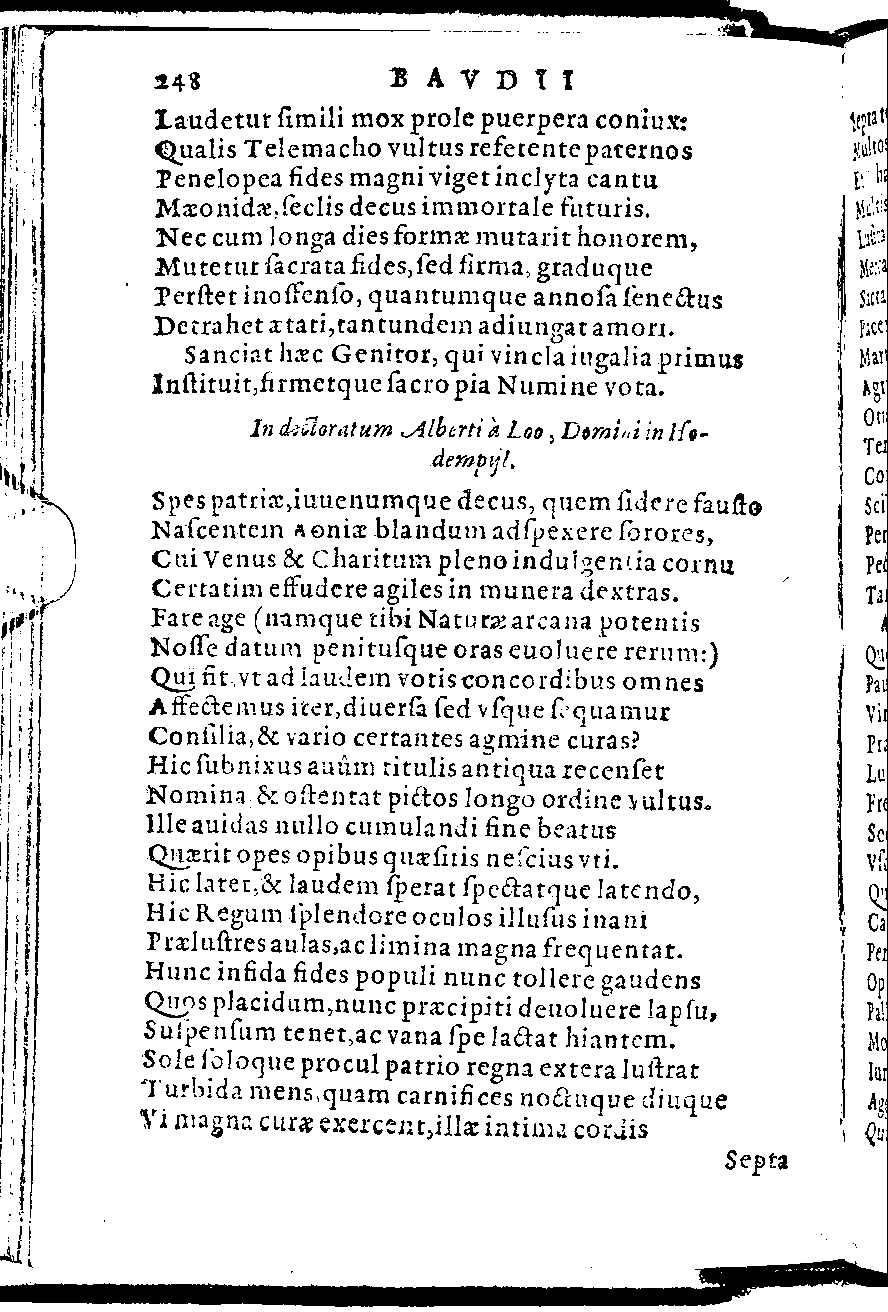 248 BAVDII
Laudetur ſimili mox prole puerpera coniux:
Qualis Telemacho vultus referente paternos
Penelopea fides magni viget inclyta cantu
Mæonidæ, ſeclis decus immortale futuris.
Nec cum longa dies formæ mutarit honorem,
Mutetur ſacrata fides, ſed firma, graduque
Perſtet inoffenſo, quantumque annoſa ſenectus
Detrahet ætati, tantundem adiungat amori.
Sanciat hæc Genitor, qui vincla iugalia primus
Inſtituit, firmetque ſacro pia Numine vota.
In doctoratum Alberti à Loo, Domini in Iſo-
dempijl.
Spes patriæ, iuuenumque decus, quem ſidere fauſto
Naſcentem Aoniæ blandum adſpexere ſorores,
Cui Venus & Charitum pleno indulgentia cornu
Certatim effudere agiles in munera dextras.
Fare age (namque tibi Naturæ arcana potentis
Noſſe datum penituſque oras euoluere rerum:)
Qui fit, vt ad laudem votis concordibus omnes
Affectemus iter, diuerſa ſed vſque ſequamur
Conſilia, & vario certantes agmine curas?
Hic ſubnixus auûm titulis antiqua recenſet
Nomina & oſtentat pictos longo ordine vultus.
Ille auidas nullo cumulandi fine beatus
Quærit opes opibus quæſitis neſcius vti.
Hic latet, & laudem ſperat ſpectatque latendo,
Hic Regum ſplendore oculos illuſus inani
Præluſtres aulas, ac limina magna frequentat.
Hunc infida fides populi nunc tollere gaudens
Quos placidum, nunc præcipiti deuoluere lapſu,
Suſpenſum tenet, ac vana ſpe lactat hiantem.
Sole ſoloque procul patrio regna extera luſtrat
Turbida mens, quam carnifices noctuque diuque
Vi magna curæ exercent, illæ intima cordis
Septa